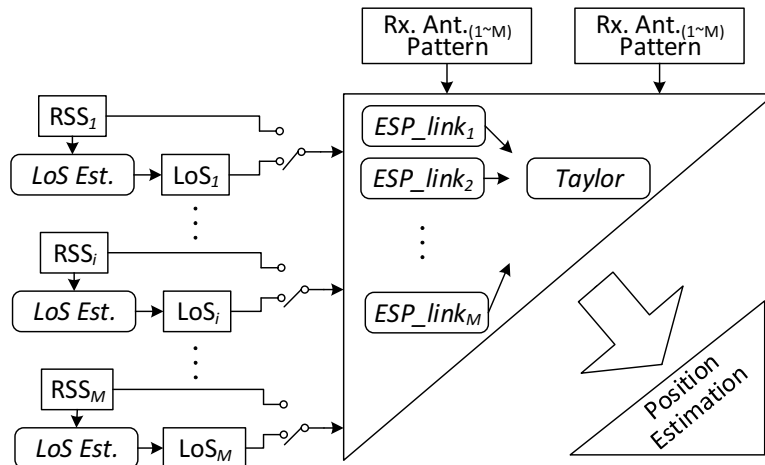 Rx. Ant.(1~M)
Pattern
Rx. Ant.(1~M)
Pattern
RSS1
LoS Est.
LoS1
RSSi
LoS Est.
LoSi
RSSM
LoS Est.
LoSM
ESP_link1
ESP_link2
ESP_linkM
Taylor
Position
Estimation